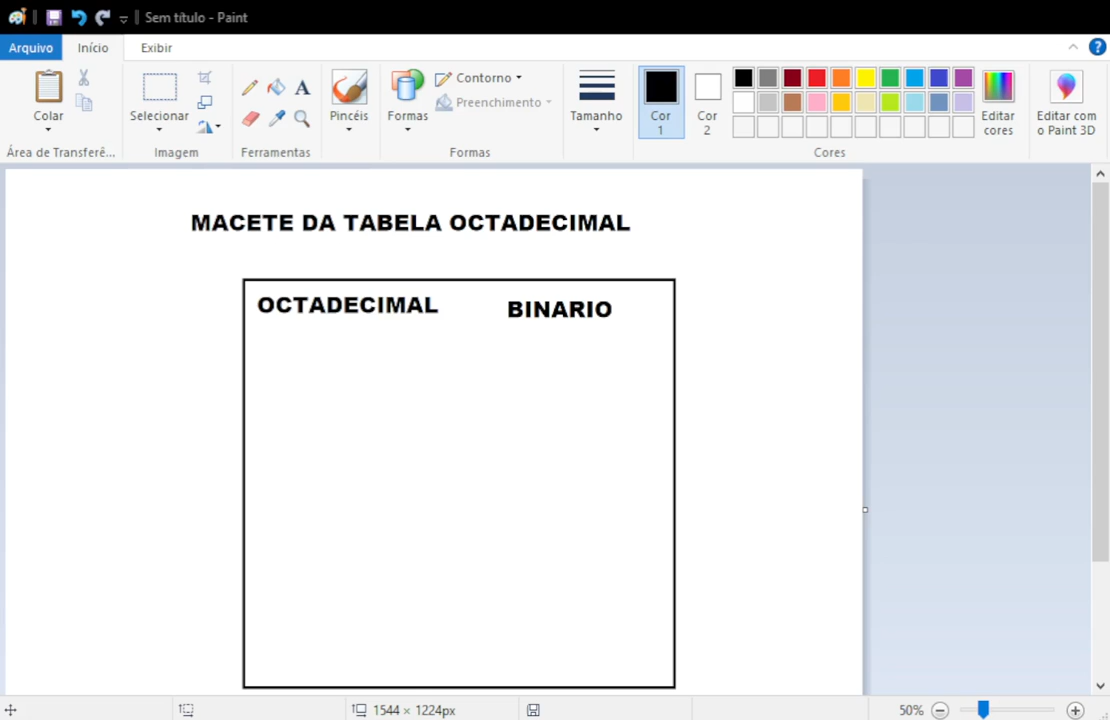 Sem título - Paint
Arquivo Início Exibir
Colar Selecionar Pincéis Formas Contorno Preenchimento Tamanho Cor 1 Cor 2 Editar cores Editar com o Paint 3D
Área de Transferê... Imagem Ferramentas Formas Cores
MACETE DA TABELA OCTADECIMAL
OCTADECIMAL BINARIO
1544 × 1224px 50%